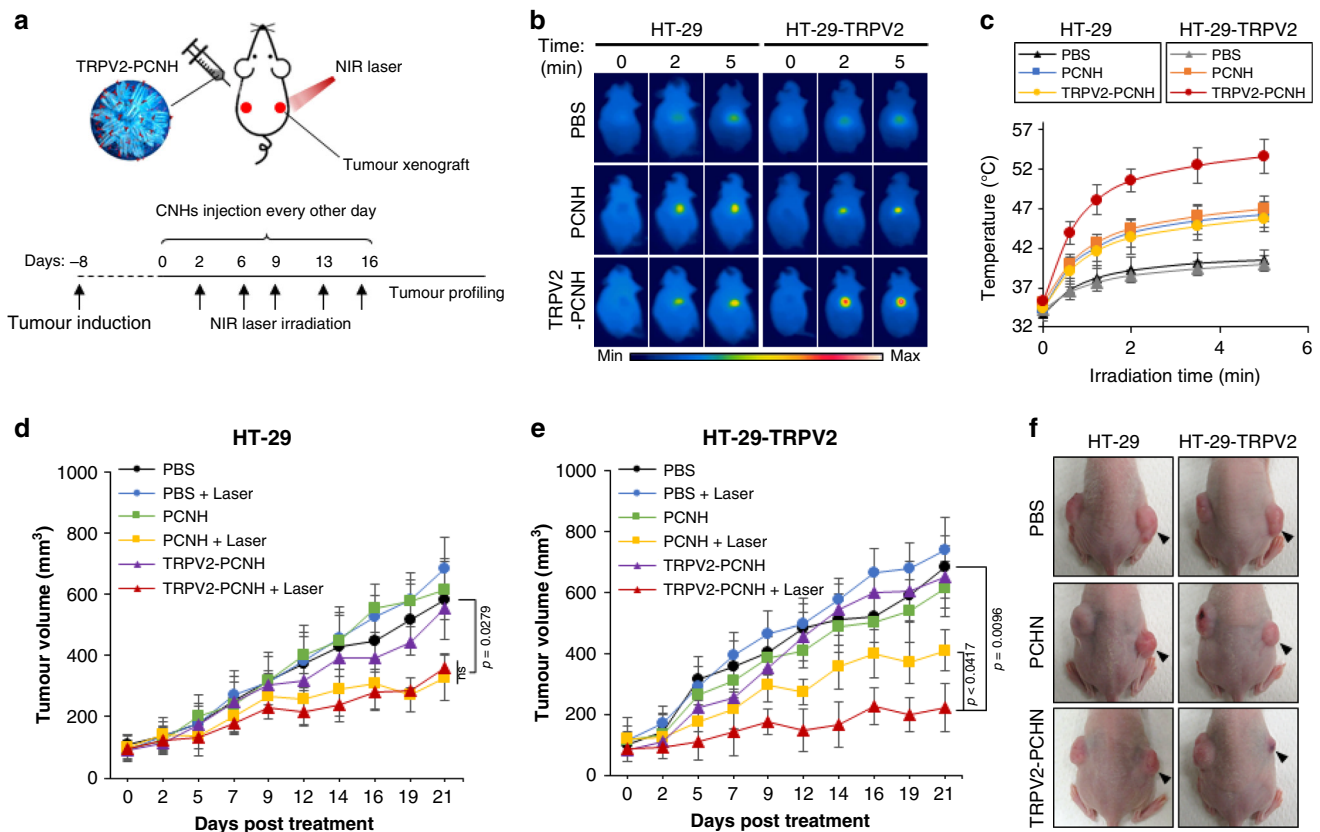 a
TRPV2-PCNH
NIR laser
Tumour xenograft
CNHs injection every other day
Days: –8 0 2 6 9 13 16
Tumour profiling
Tumour induction
NIR laser irradiation
b
HT-29 HT-29-TRPV2
Time: (min)
0 2 5 0 2 5
PBS
PCNH
TRPV2
-PCNH
Min Max
c
HT-29 HT-29-TRPV2
PBS PBS
PCNH PCNH
TRPV2-PCNH TRPV2-PCNH
Temperature (°C)
57
52
47
42
37
32
0 2 4 6
Irradiation time (min)
d
HT-29
PBS
PBS + Laser
PCNH
PCNH + Laser
TRPV2-PCNH
TRPV2-PCNH + Laser
Tumour volume (mm³)
1000
800
600
400
200
0
0 2 5 7 9 12 14 16 19 21
Days post treatment
ns
p = 0.0279
e
HT-29-TRPV2
PBS
PBS + Laser
PCNH
PCNH + Laser
TRPV2-PCNH
TRPV2-PCNH + Laser
Tumour volume (mm³)
1000
800
600
400
200
0
0 2 5 7 9 12 14 16 19 21
Days post treatment
p < 0.0417
p = 0.0096
f
HT-29 HT-29-TRPV2
PBS
PCHN
TRPV2-PCHN